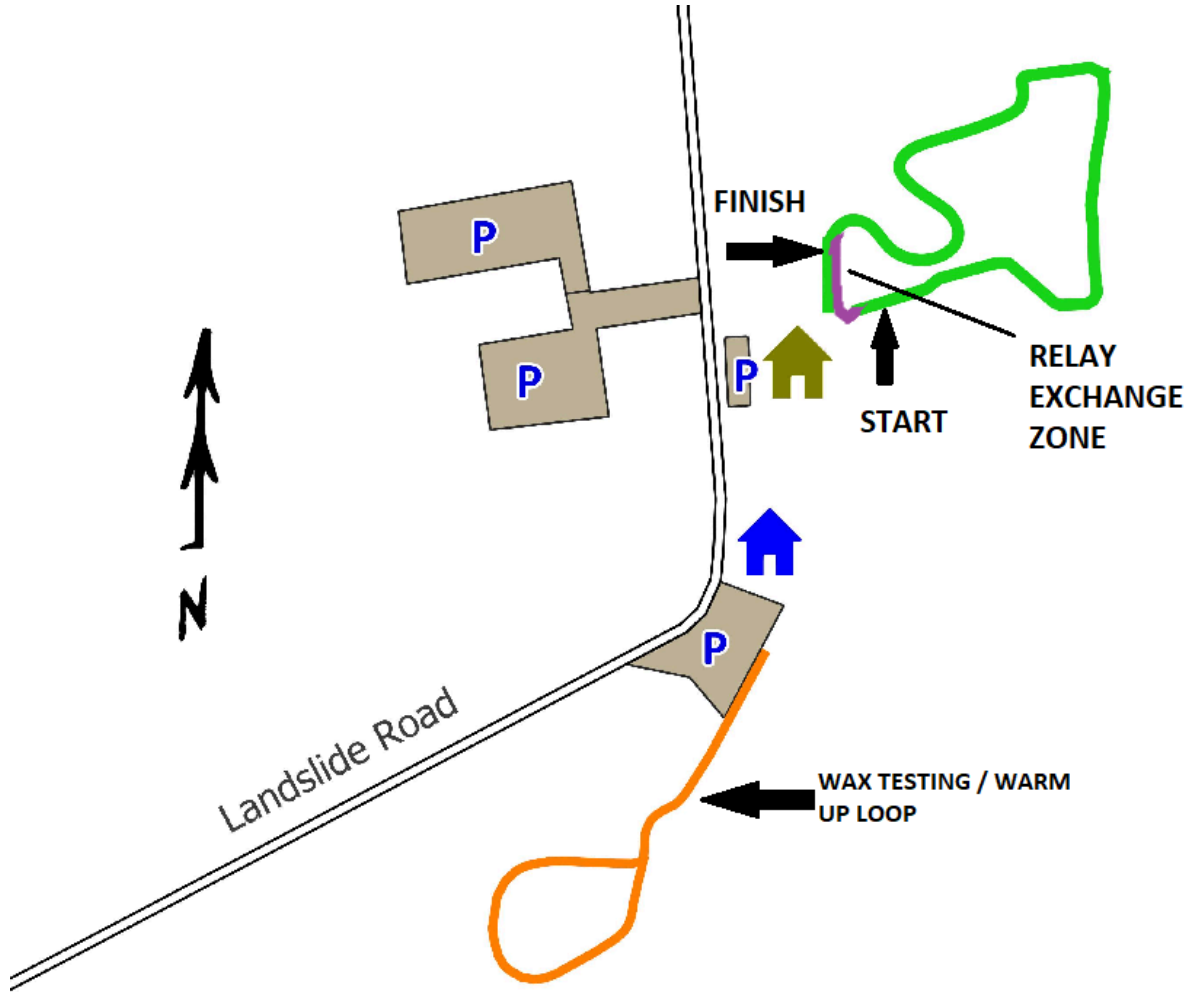 FINISH
P
P
P
START
RELAY
EXCHANGE
ZONE
N
P
Landslide Road
WAX TESTING / WARM
UP LOOP